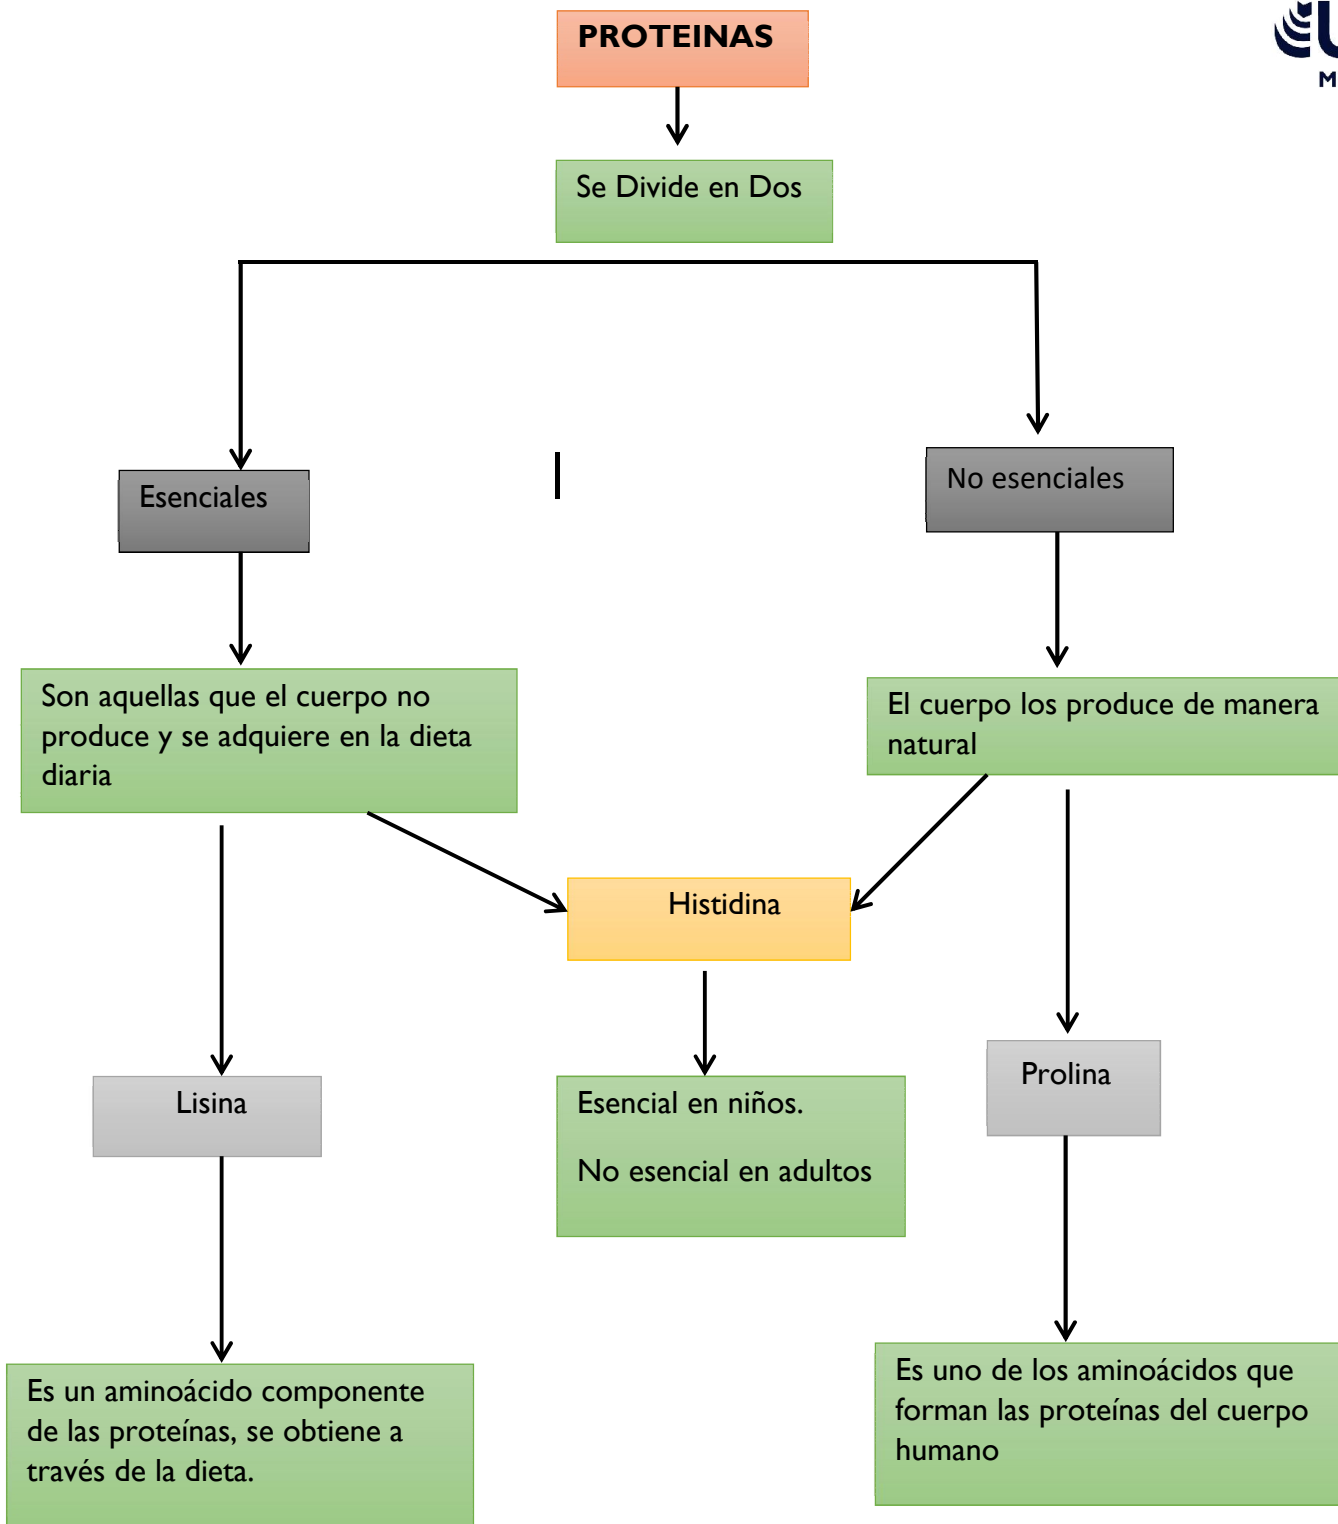 PROTEINAS
Se Divide en Dos
Esenciales
No esenciales
Son aquellas que el cuerpo no
produce y se adquiere en la dieta
diaria
El cuerpo los produce de manera
natural
Histidina
Lisina
Esencial en niños.
No esencial en adultos
Prolina
Es un aminoácido componente
de las proteínas, se obtiene a
través de la dieta.
Es uno de los aminoácidos que
forman las proteínas del cuerpo
humano